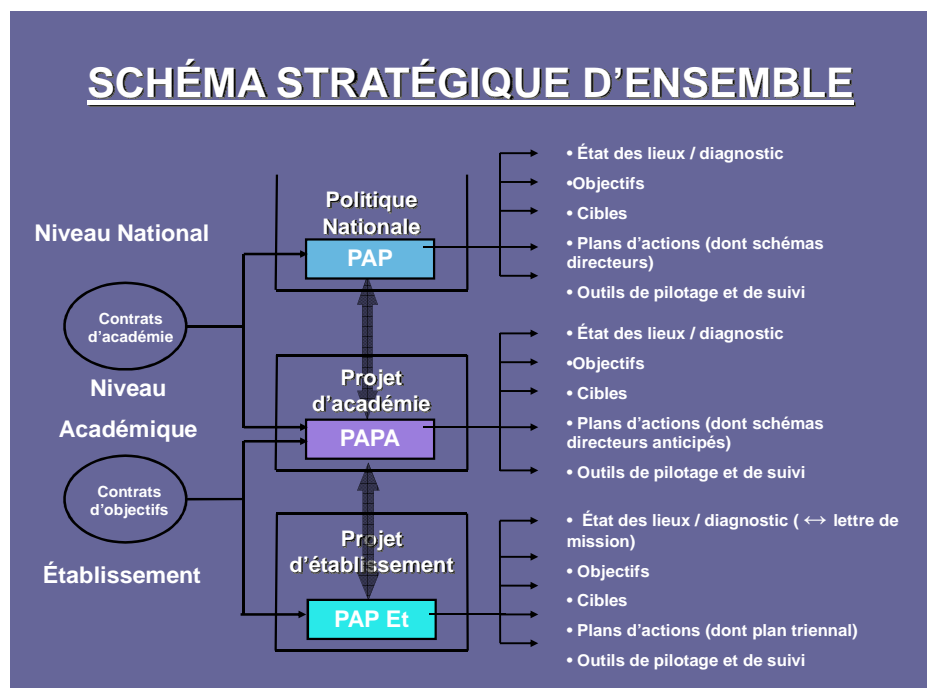 SCHÉMA STRATÉGIQUE D’ENSEMBLE
Niveau National
Contrats
d’académie
Niveau
Académique
Contrats
d’objectifs
Établissement
Politique
Nationale
PAP
Projet
d’académie
PAPA
Projet
d’établissement
PAP Et
• État des lieux / diagnostic
•Objectifs
• Cibles
• Plans d’actions (dont schémas
directeurs)
• Outils de pilotage et de suivi
• État des lieux / diagnostic
•Objectifs
• Cibles
• Plans d’actions (dont schémas
directeurs anticipés)
• Outils de pilotage et de suivi
• État des lieux / diagnostic ( ↔ lettre de
mission)
• Objectifs
• Cibles
• Plans d’actions (dont plan triennal)
• Outils de pilotage et de suivi